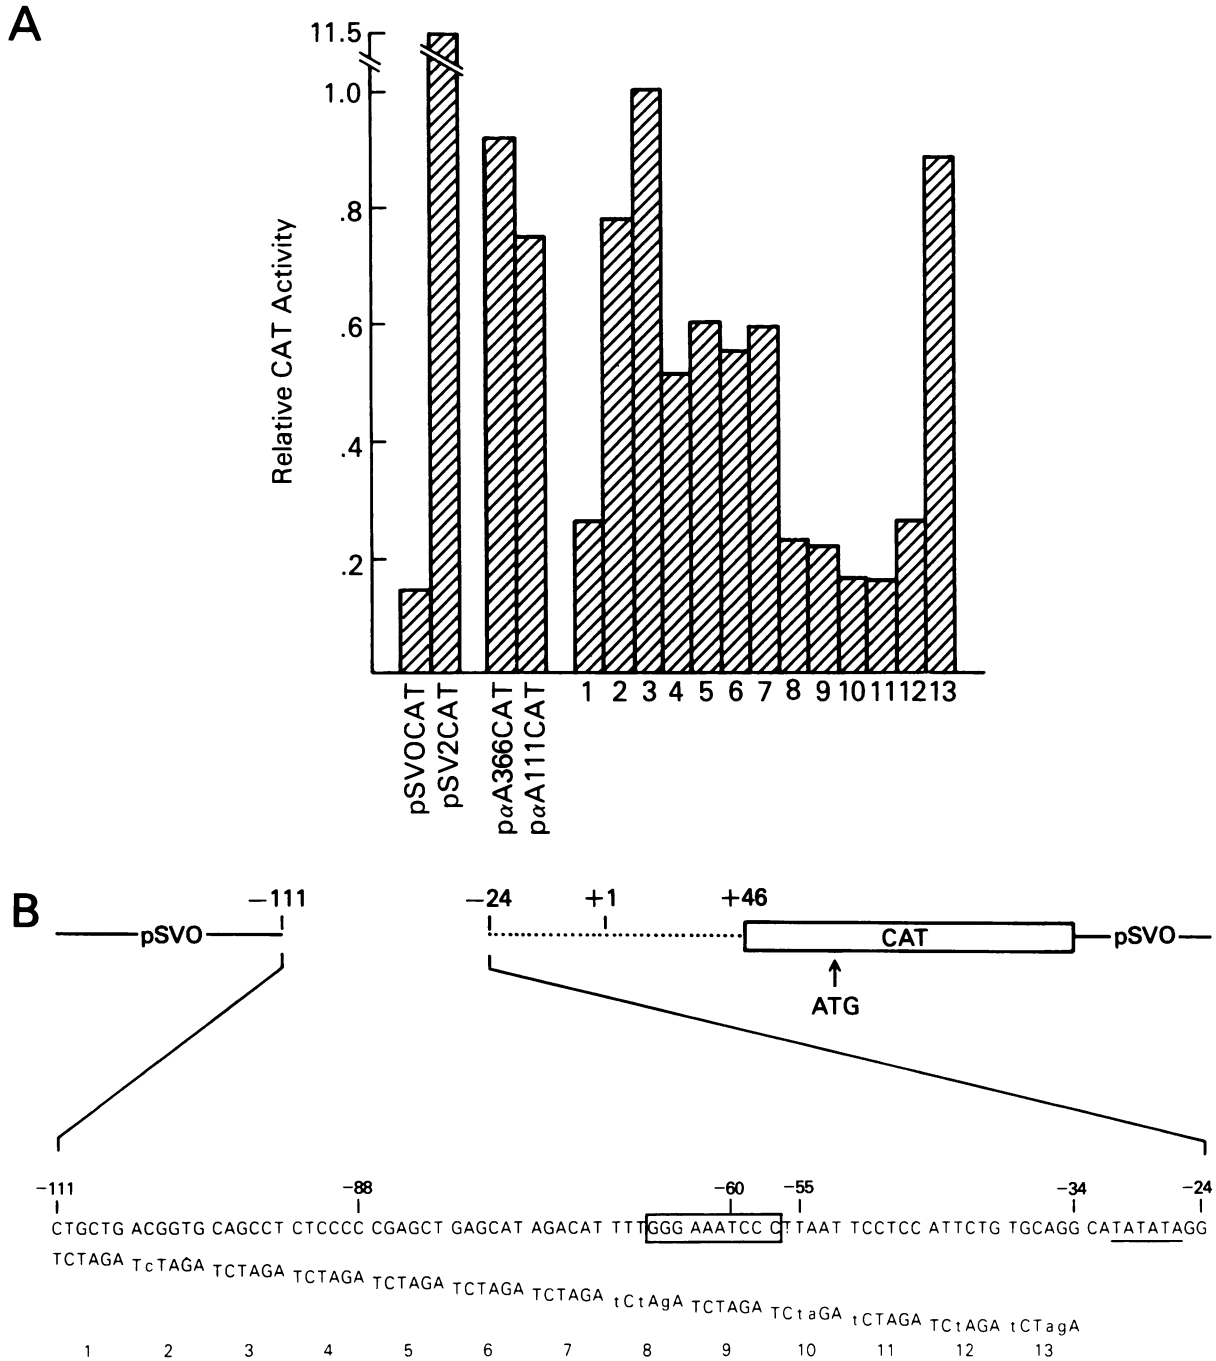 A
11.5
1.0
.8
.6
.4
.2
Relative CAT Activity
pSVOCAT
pSV2CAT
pαA366CAT
pαA111CAT
1 2 3 4 5 6 7 8 9 10 11 12 13
B
−111 −24 +1 +46
pSVO CAT pSVO
ATG
−111 −88 −60 −55 −34 −24
CTGCTG ACGGTG CAGCCT CTCCCC CGAGCT GAGCAT AGACAT TTTGGG AAATCC CTTAAT TCCTCC ATTCTG TGCAGG CATATATAGG
TCTAGA TcTAGA TCTAGA TCTAGA TCTAGA TCTAGA TCTAGA tCtAgA TCTAGA TCtaGA tCTAGA TCtAGA tCTagA
1 2 3 4 5 6 7 8 9 10 11 12 13